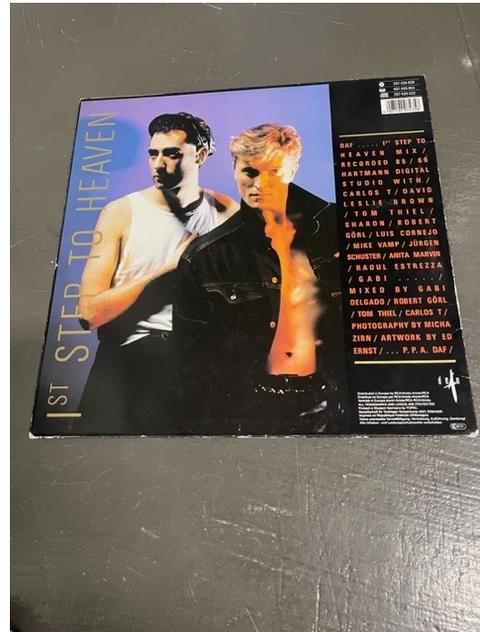 1ST STEP TO HEAVEN
DAF ..... 1ST STEP TO
HEAVEN MIX /
RECORDED 85 / 86
HARTMANN DIGITAL
STUDIO WITH /
CARLOS T / DAVID
LESLIE BROWN
/ TOM THIEL /
SHARON / ROBERT
GÖRL / LUIS CORNEJO
/ MIKE VAMP / JÜRGEN
SCHUSTER / ANITA MARVIN
/ RAOUL ESTREZZA
/ GABI ...... /
MIXED BY GABI
DELGADO / ROBERT GÖRL
/ TOM THIEL / CARLOS T /
PHOTOGRAPHY BY MICHA
ZIRN / ARTWORK BY ED
ERNST / ... P.P.A. DAF /